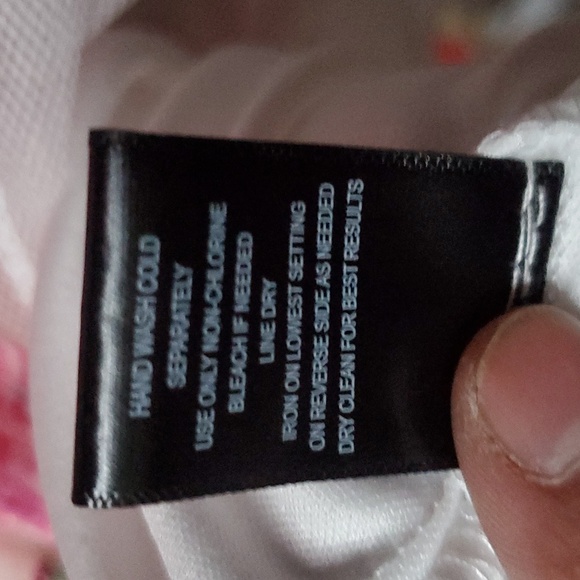 HAND WASH COLD
SEPARATELY
USE ONLY NON-CHLORINE
BLEACH IF NEEDED
LINE DRY
IRON ON LOWEST SETTING
ON REVERSE SIDE AS NEEDED
DRY CLEAN FOR BEST RESULTS